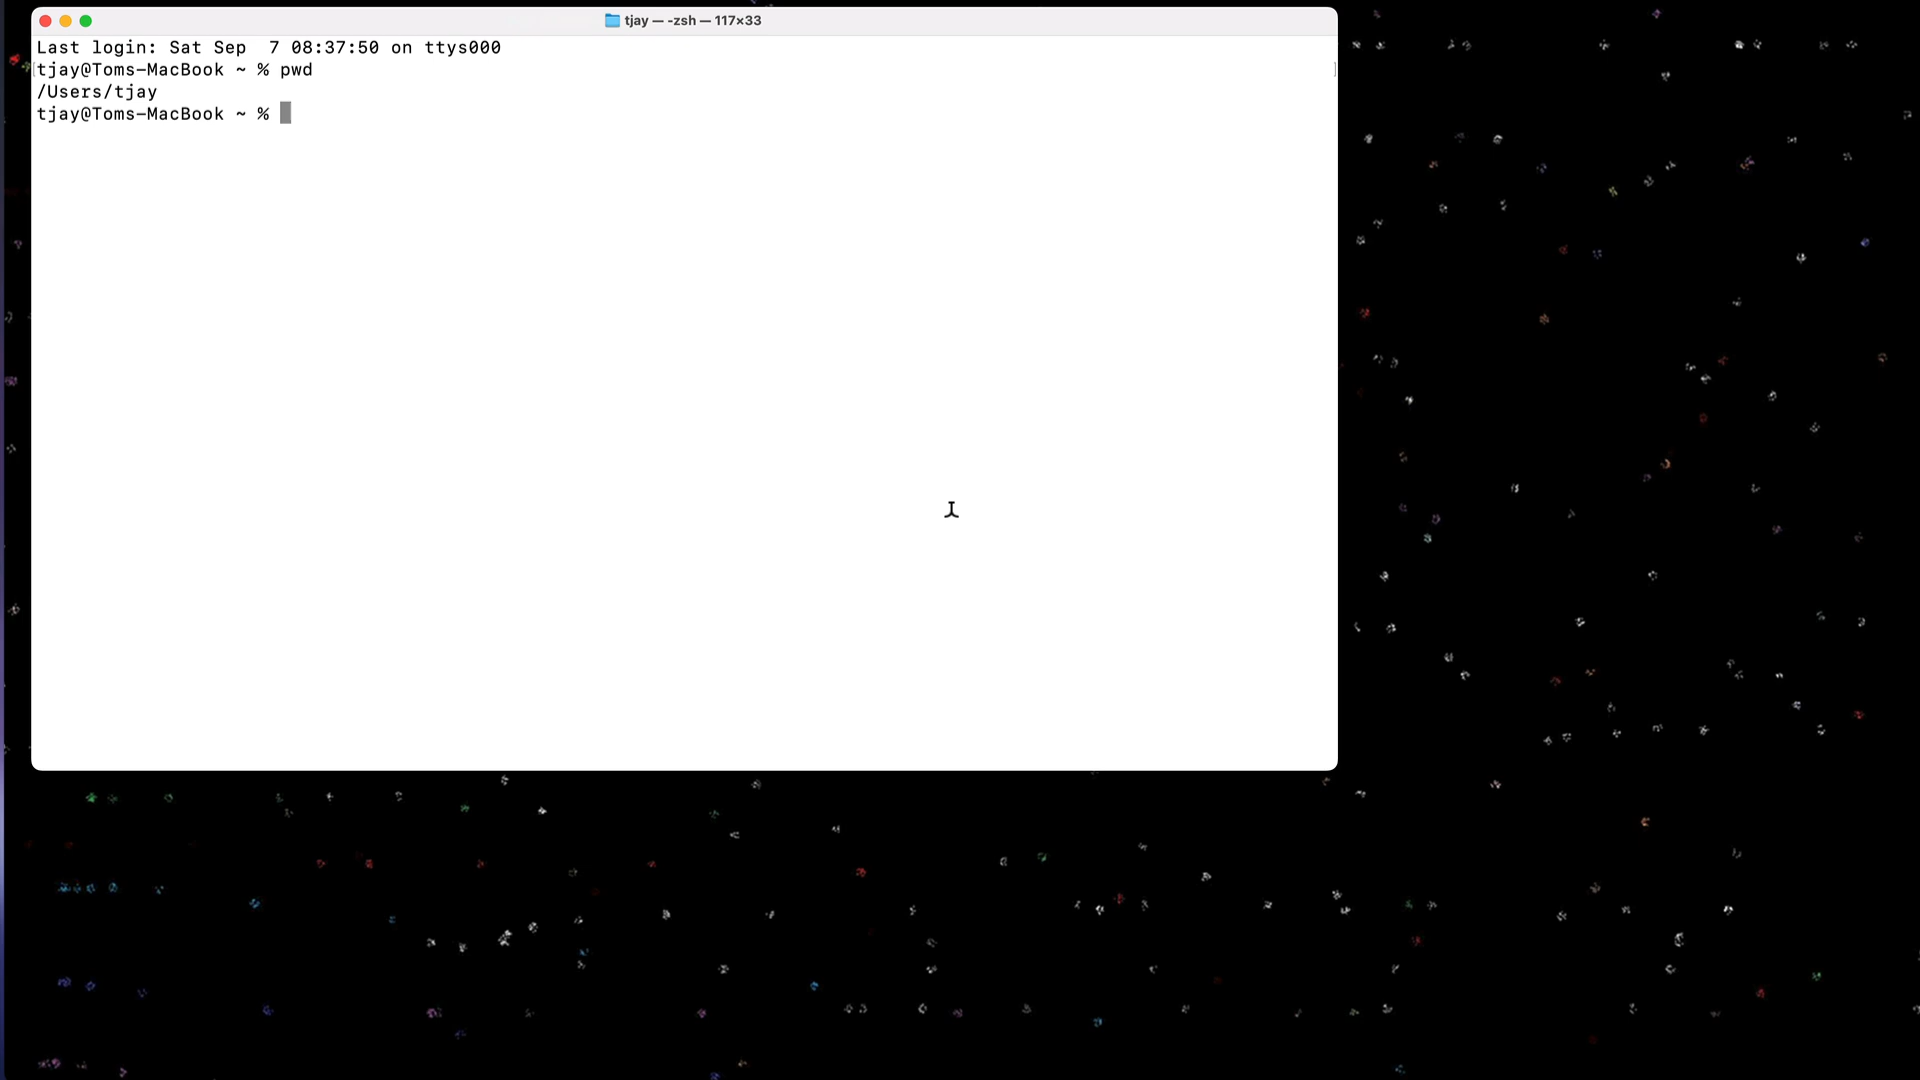 tjay — -zsh — 117×33
Last login: Sat Sep  7 08:37:50 on ttys000
tjay@Toms-MacBook ~ % pwd
/Users/tjay
tjay@Toms-MacBook ~ %